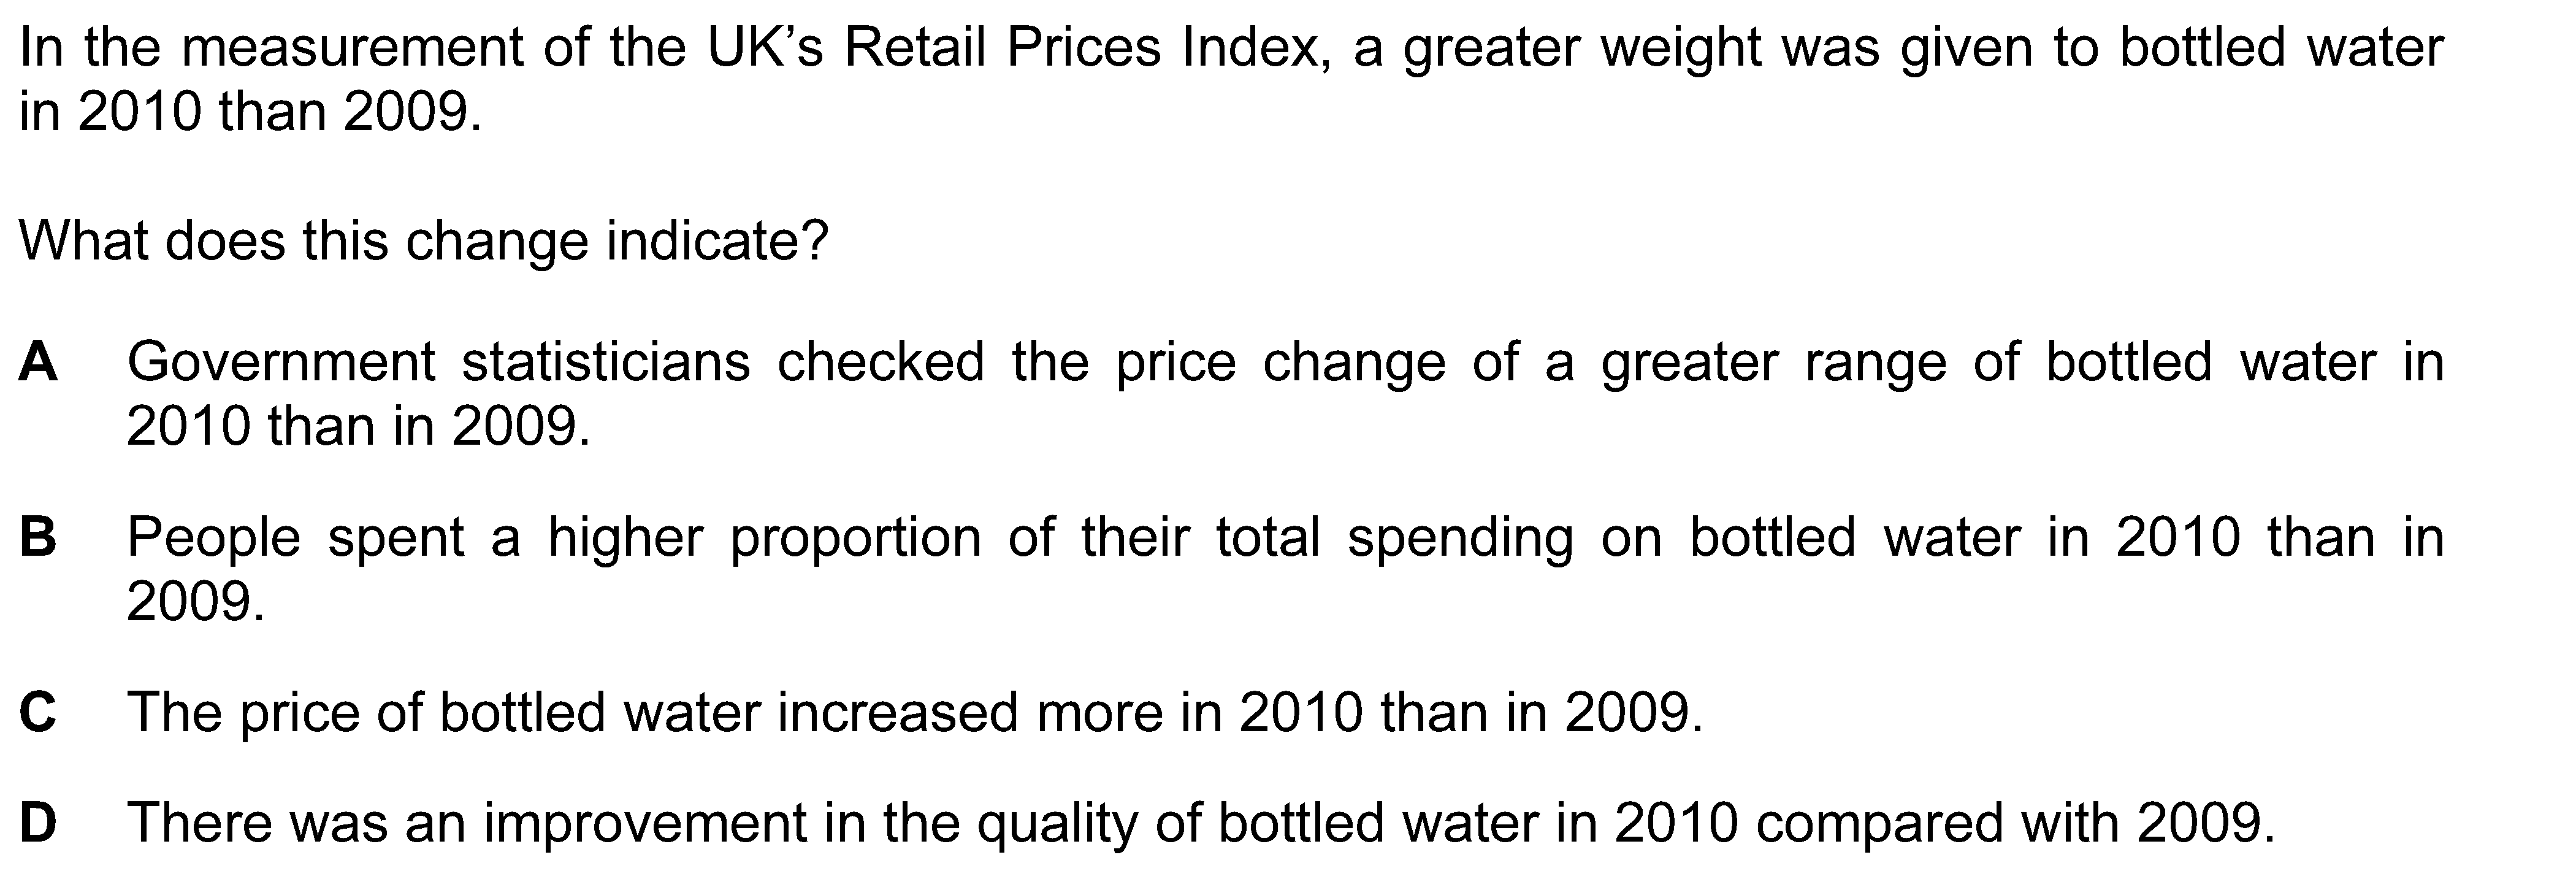 In the measurement of the UK’s Retail Prices Index, a greater weight was given to bottled water
in 2010 than 2009.
What does this change indicate?
A Government statisticians checked the price change of a greater range of bottled water in
2010 than in 2009.
B People spent a higher proportion of their total spending on bottled water in 2010 than in
2009.
C The price of bottled water increased more in 2010 than in 2009.
D There was an improvement in the quality of bottled water in 2010 compared with 2009.